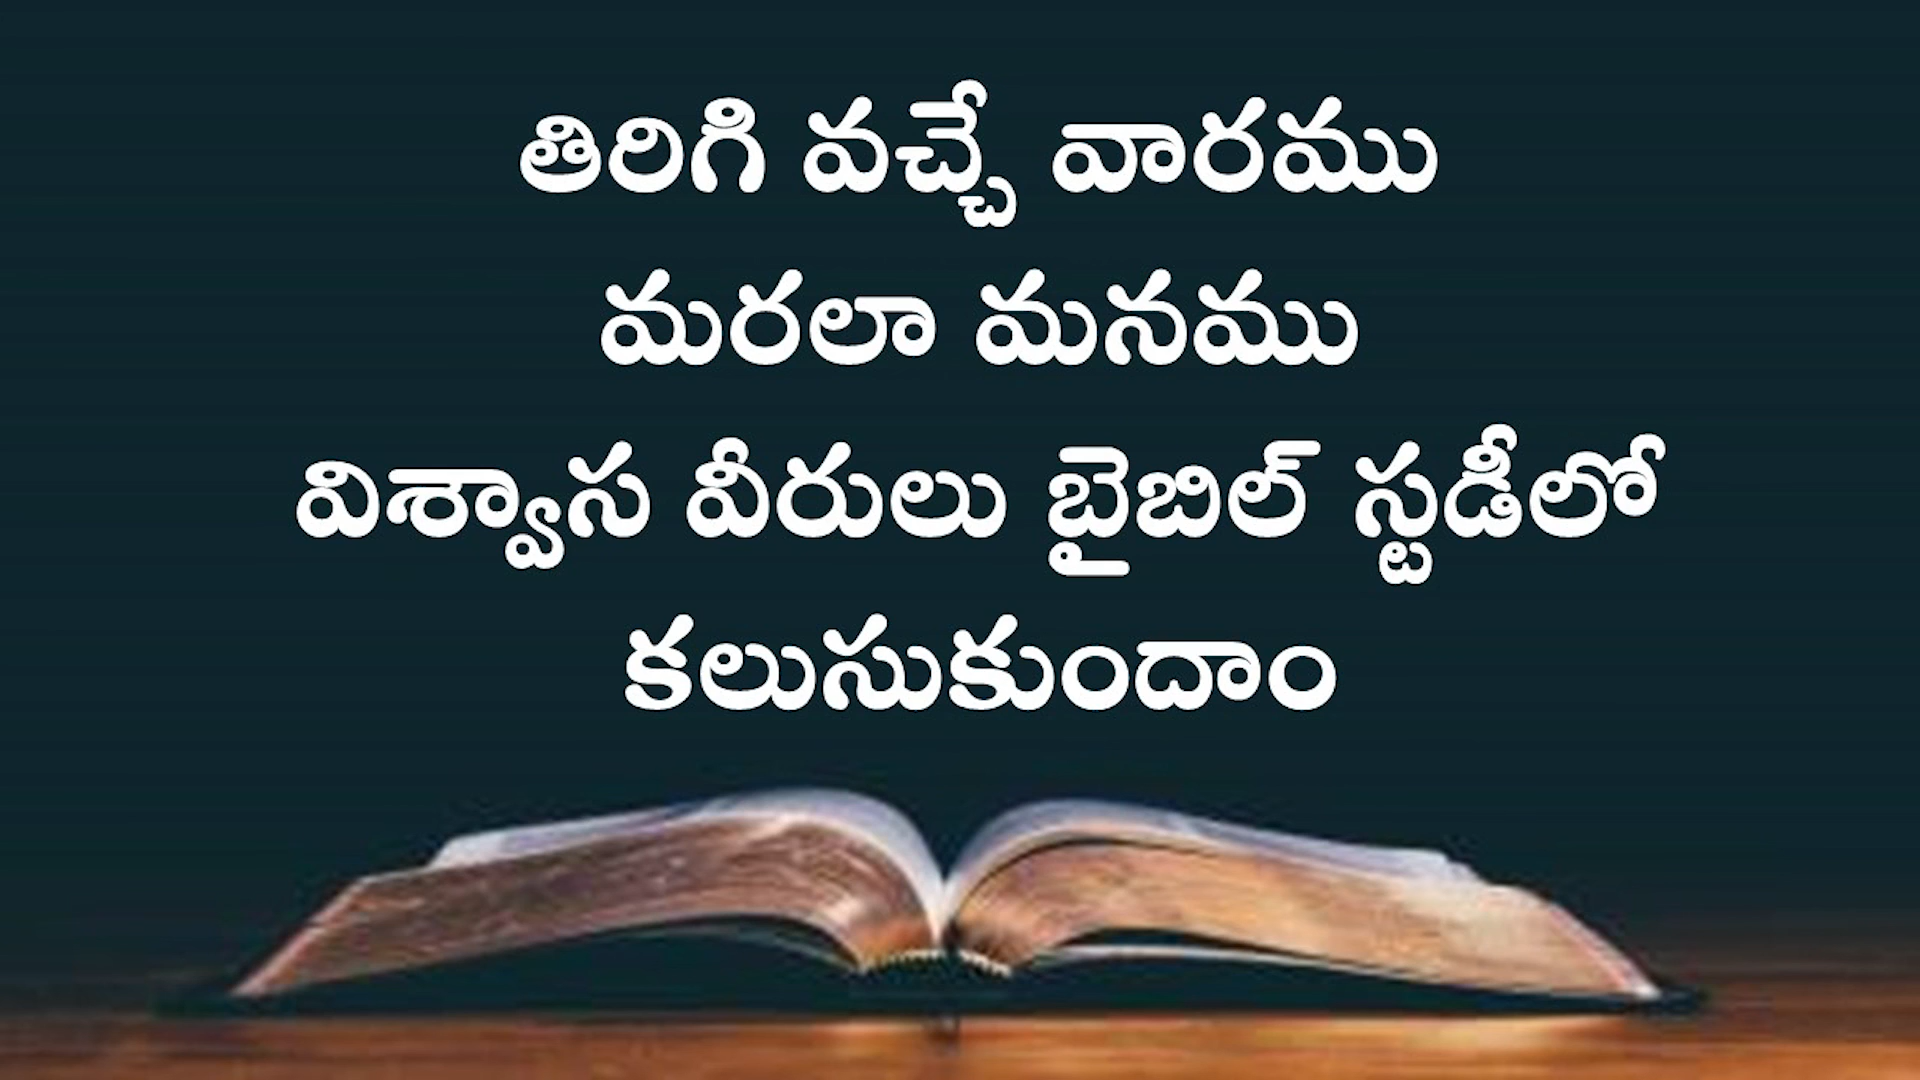 తిరిగి వచ్చే వారము
మరలా మనము
విశ్వాస వీరులు బైబిల్ స్టడీలో
కలుసుకుందాం